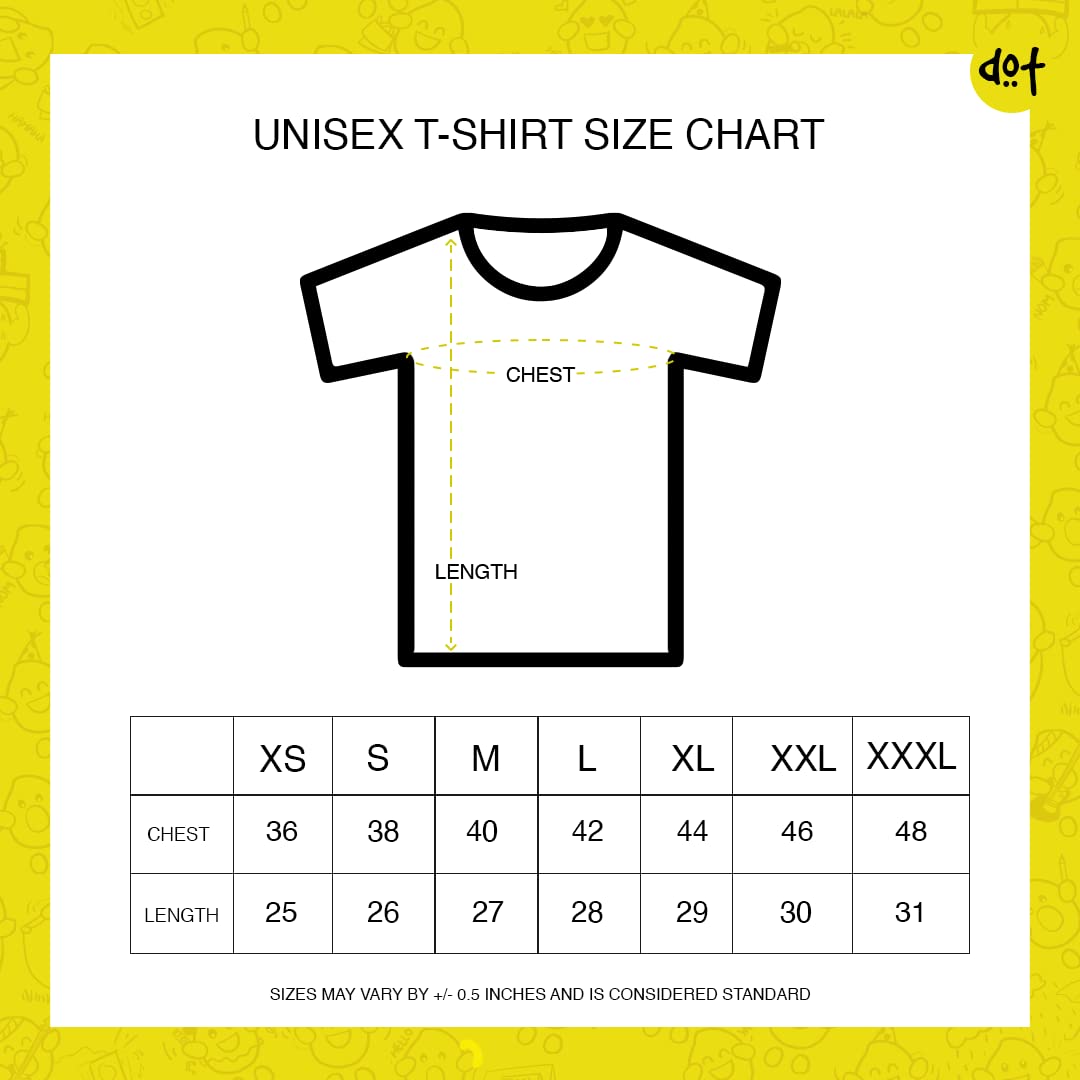 dot
UNISEX T-SHIRT SIZE CHART
CHEST
LENGTH
XS S M L XL XXL XXXL
CHEST 36 38 40 42 44 46 48
LENGTH 25 26 27 28 29 30 31
SIZES MAY VARY BY +/- 0.5 INCHES AND IS CONSIDERED STANDARD